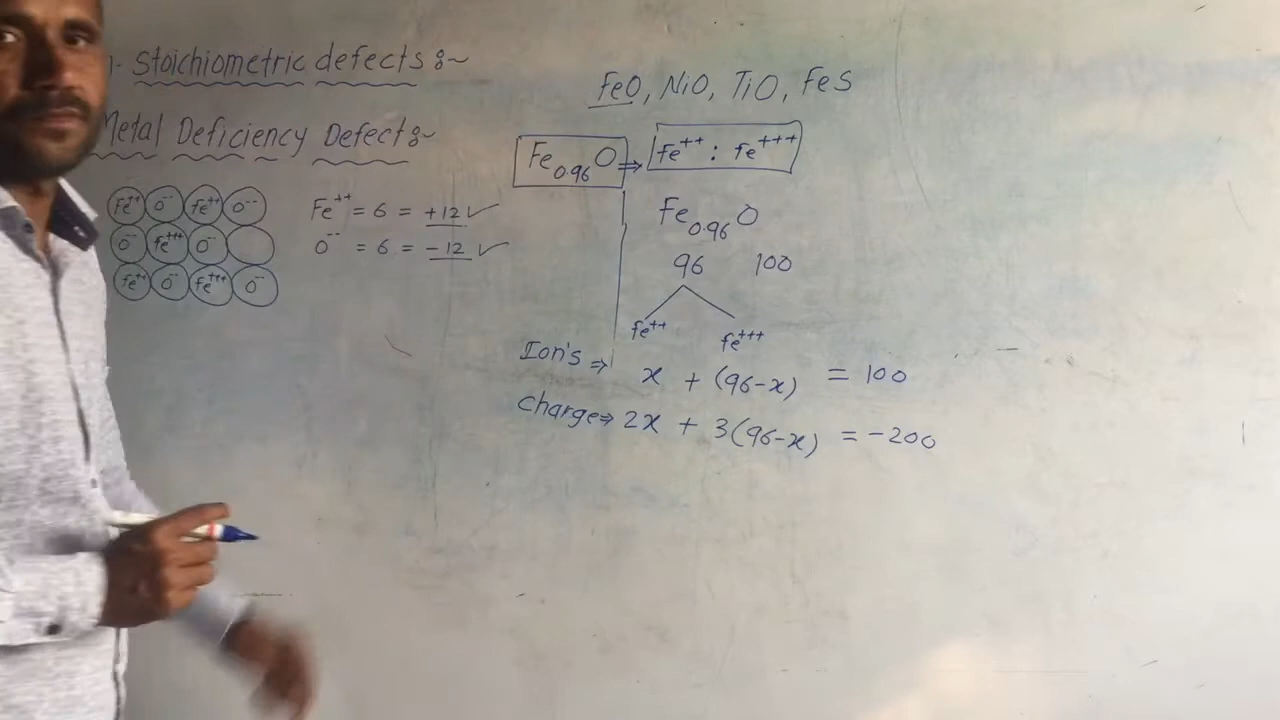 Stoichiometric defects :~
Metal Deficiency Defect :~
FeO, NiO, TiO, FeS
Fe0.96O ⇒ Fe++ : Fe+++
Fe++ O-- Fe++ O--
O-- Fe+++ O--
Fe++ O-- Fe+++ O--
Fe++ = 6 = +12 ✓
O-- = 6 = -12 ✓
Fe0.96O
96 100
Fe++ Fe+++
Ion's ⇒ x + (96-x) = 100
Charge ⇒ 2x + 3(96-x) = -200